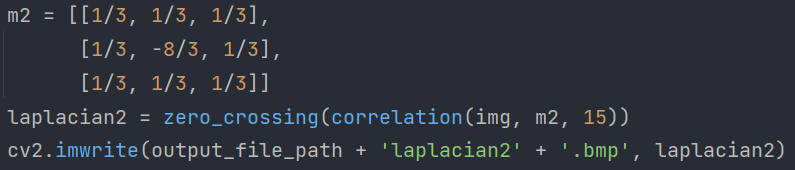 m2 = [[1/3, 1/3, 1/3],
      [1/3, -8/3, 1/3],
      [1/3, 1/3, 1/3]]
laplacian2 = zero_crossing(correlation(img, m2, 15))
cv2.imwrite(output_file_path + 'laplacian2' + '.bmp', laplacian2)